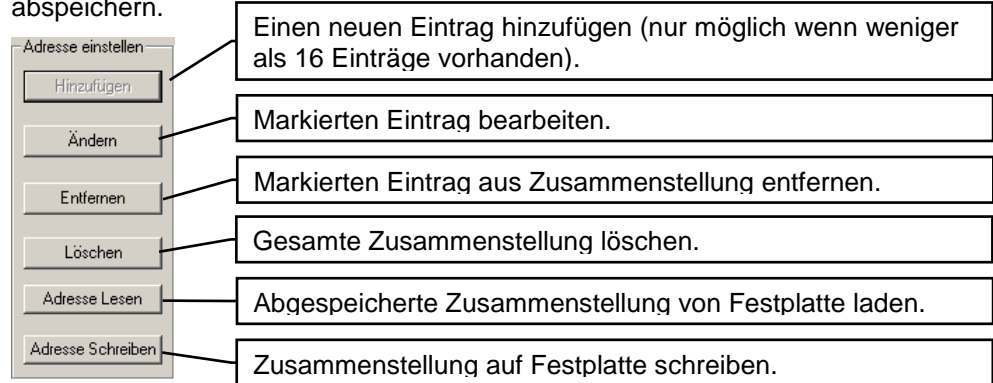 abspeichern.
Adresse einstellen
Hinzufügen
Einen neuen Eintrag hinzufügen (nur möglich wenn weniger
als 16 Einträge vorhanden).
Ändern
Markierten Eintrag bearbeiten.
Entfernen
Markierten Eintrag aus Zusammenstellung entfernen.
Löschen
Gesamte Zusammenstellung löschen.
Adresse Lesen
Abgespeicherte Zusammenstellung von Festplatte laden.
Adresse Schreiben
Zusammenstellung auf Festplatte schreiben.